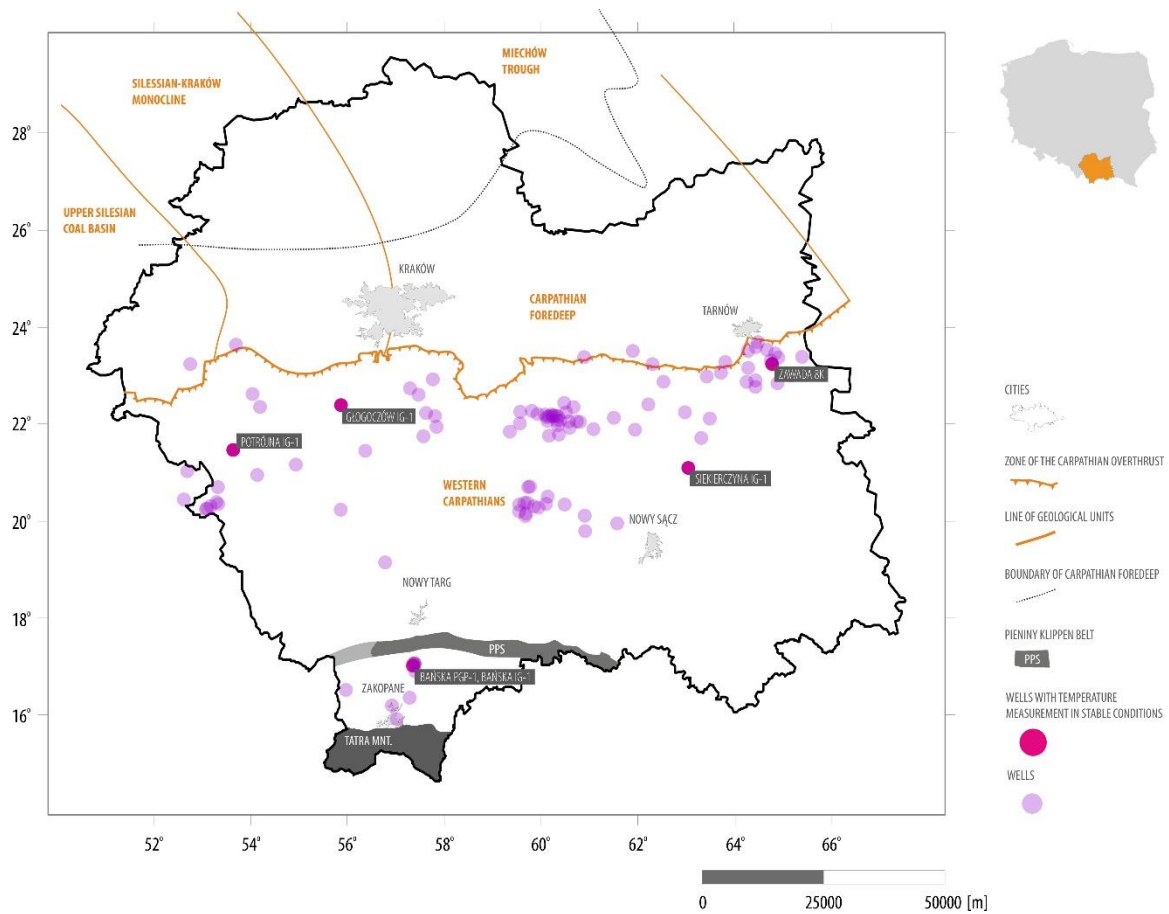 MIECHÓW
TROUGH
SILESSIAN-KRAKÓW
MONOCLINE
28°
26°
24°
22°
20°
18°
16°
UPPER SILESIAN
COAL BASIN
KRAKÓW
CARPATHIAN
FOREDEEP
TARNÓW
ZAWADA 8K
GŁOGOCZÓW IG-1
POTRÓJNA IG-1
SIEKIERCZYNA IG-1
WESTERN
CARPATHIANS
NOWY SĄCZ
NOWY TARG
PPS
BAŃSKA PGP-1, BAŃSKA IG-1
ZAKOPANE
TATRA MNT.
52°
54°
56°
58°
60°
62°
64°
66°
0
25000
50000 [m]
CITIES
ZONE OF THE CARPATHIAN OVERTHRUST
LINE OF GEOLOGICAL UNITS
BOUNDARY OF CARPATHIAN FOREDEEP
PIENINY KLIPPEN BELT
PPS
WELLS WITH TEMPERATURE
MEASUREMENT IN STABLE CONDITIONS
WELLS